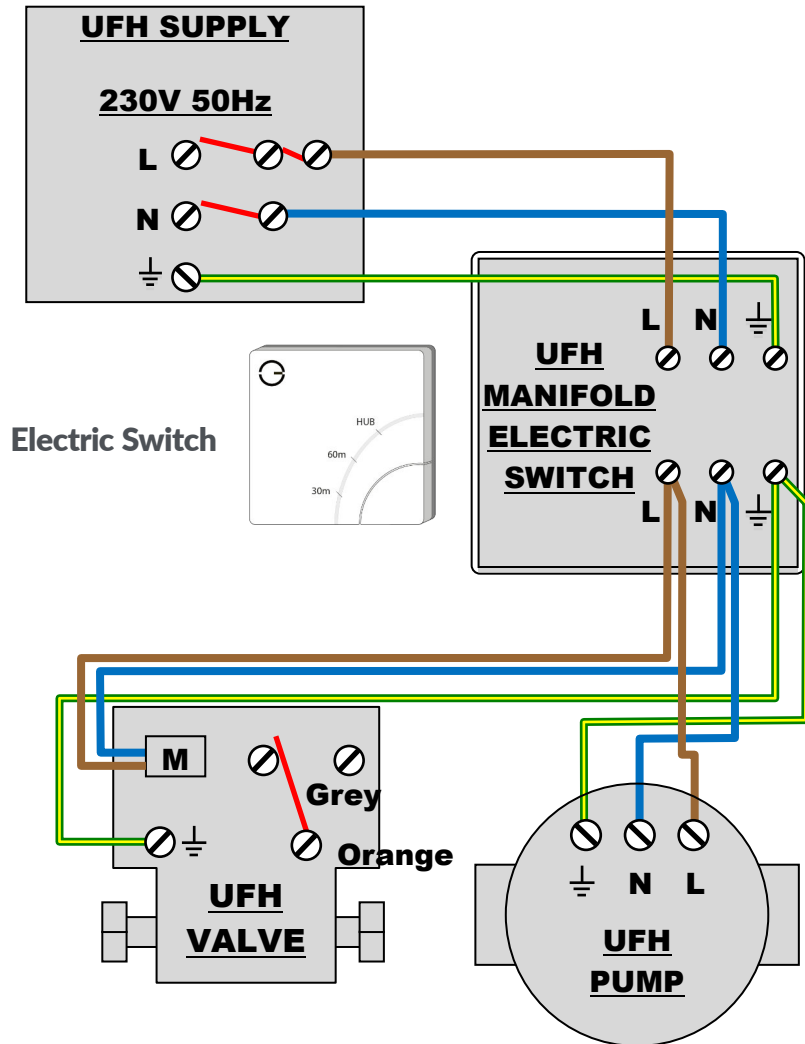 UFH SUPPLY
230V 50Hz
L
N
L N
UFH
MANIFOLD
ELECTRIC
SWITCH
L N
Electric Switch
HUB
60m
30m
M
Grey
Orange
UFH
VALVE
N L
UFH
PUMP